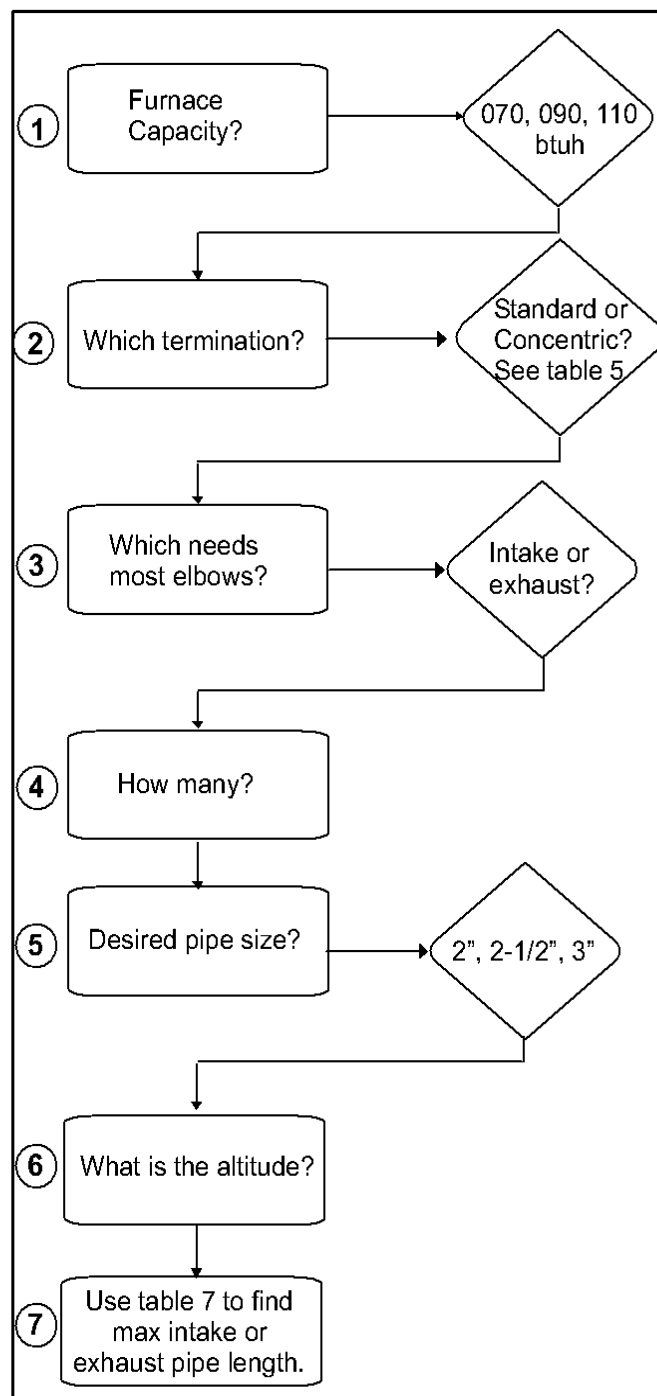 1
Furnace
Capacity?
070, 090, 110
btuh
2
Which termination?
Standard or
Concentric?
See table 5
3
Which needs
most elbows?
Intake or
exhaust?
4
How many?
5
Desired pipe size?
2”, 2-1/2”, 3”
6
What is the altitude?
7
Use table 7 to find
max intake or
exhaust pipe length.